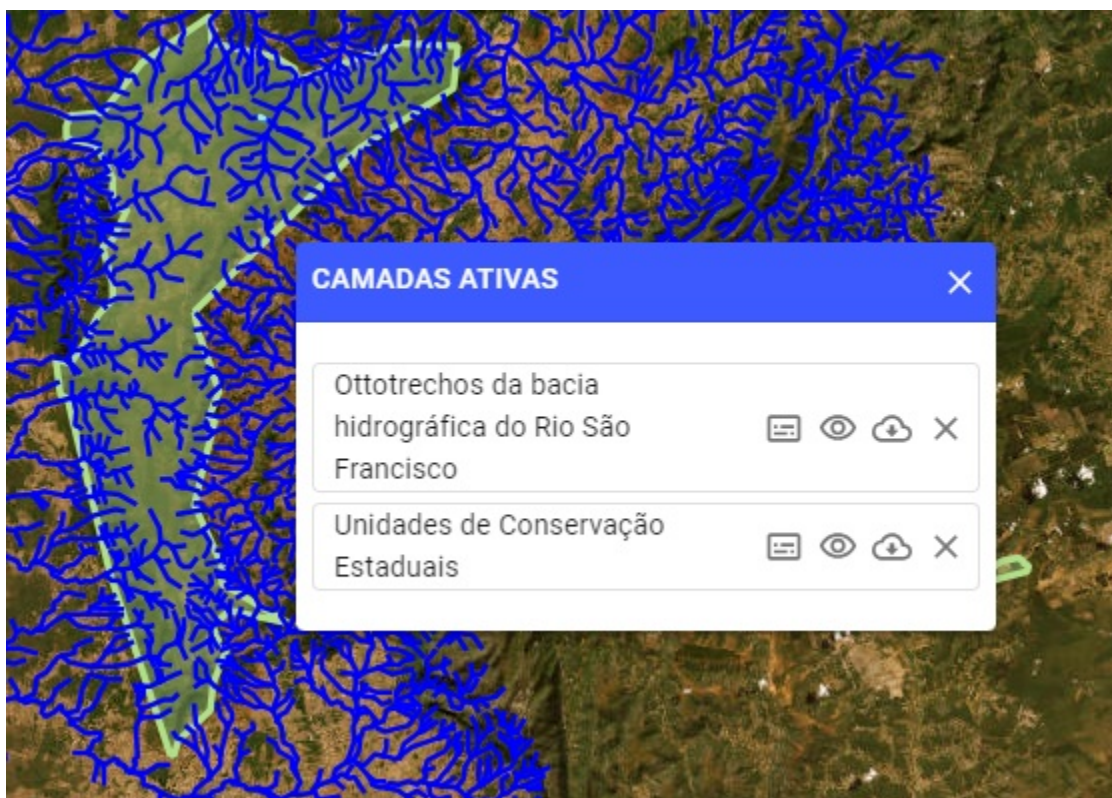 CAMADAS ATIVAS
Ottotrechos da bacia
hidrográfica do Rio São
Francisco
Unidades de Conservação
Estaduais